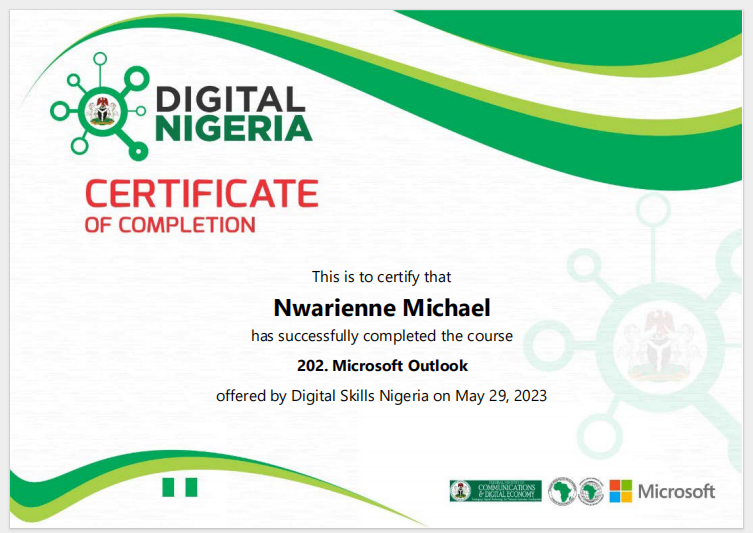 DIGITAL
NIGERIA
CERTIFICATE
OF COMPLETION
This is to certify that
Nwarienne Michael
has successfully completed the course
202. Microsoft Outlook
offered by Digital Skills Nigeria on May 29, 2023
COMMUNICATIONS
& DIGITAL ECONOMY
Microsoft